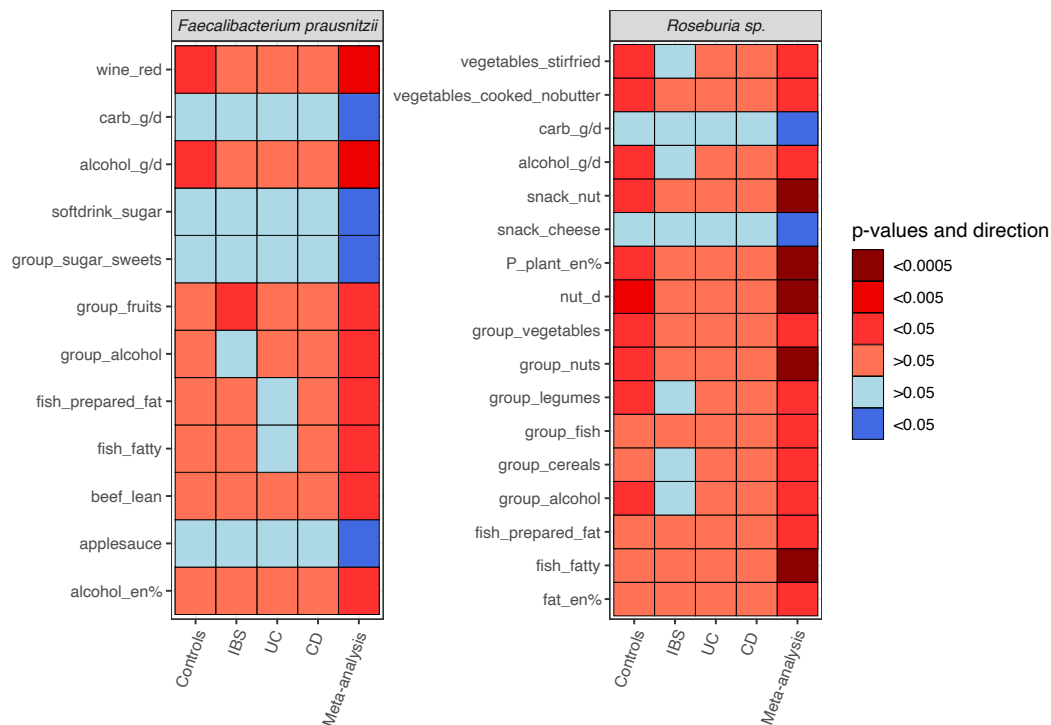 Faecalibacterium prausnitzii
wine_red
carb_g/d
alcohol_g/d
softdrink_sugar
group_sugar_sweets
group_fruits
group_alcohol
fish_prepared_fat
fish_fatty
beef_lean
applesauce
alcohol_en%
Controls
IBS
UC
CD
Meta-analysis
Roseburia sp.
vegetables_stirfried
vegetables_cooked_nobutter
carb_g/d
alcohol_g/d
snack_nut
snack_cheese
P_plant_en%
nut_d
group_vegetables
group_nuts
group_legumes
group_fish
group_cereals
group_alcohol
fish_prepared_fat
fish_fatty
fat_en%
Controls
IBS
UC
CD
Meta-analysis
p-values and direction
<0.0005
<0.005
<0.05
>0.05
>0.05
<0.05